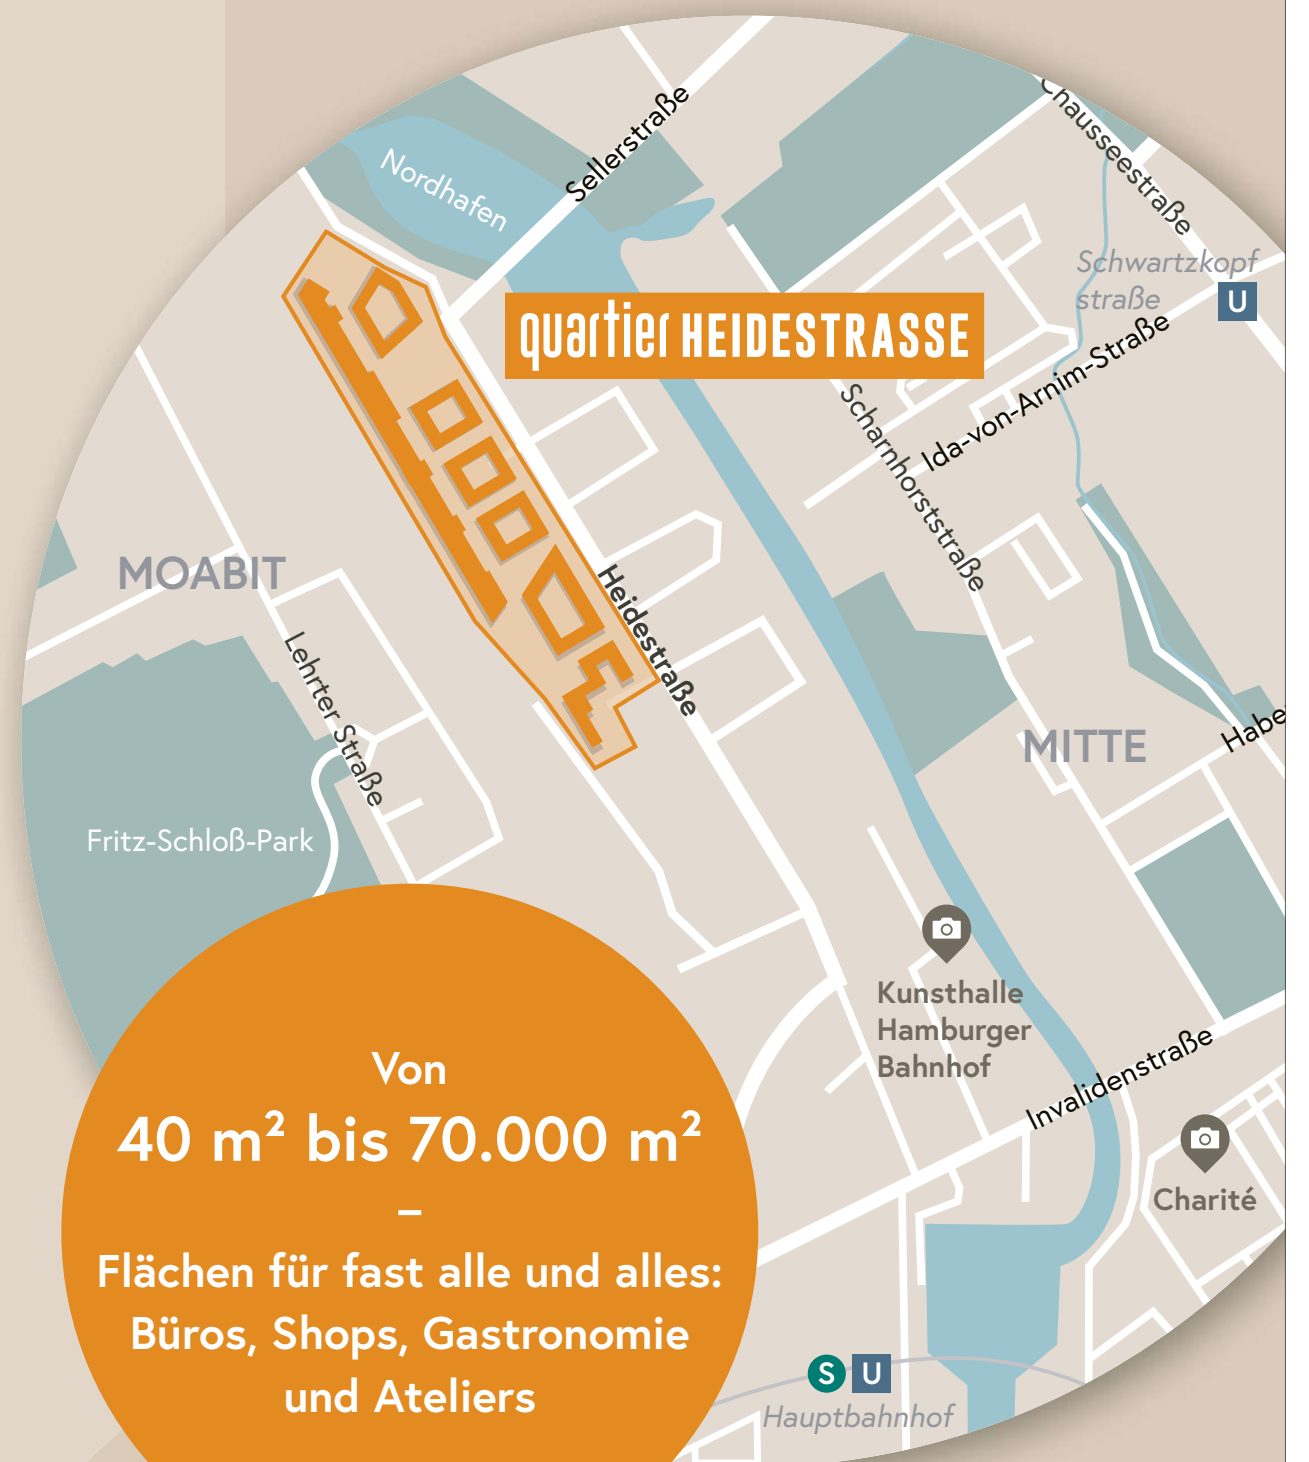 Sellerstraße
Chausseestraße
Nordhafen
Schwartzkopf
straße
U
quartier HEIDESTRASSE
Ida-von-Arnim-Straße
Scharnhorststraße
MOABIT
Heidestraße
Lehrter Straße
MITTE
Habe
Fritz-Schloß-Park
Kunsthalle
Hamburger
Bahnhof
Invalidenstraße
Charité
Von
40 m² bis 70.000 m²
–
Flächen für fast alle und alles:
Büros, Shops, Gastronomie
und Ateliers
S U
Hauptbahnhof